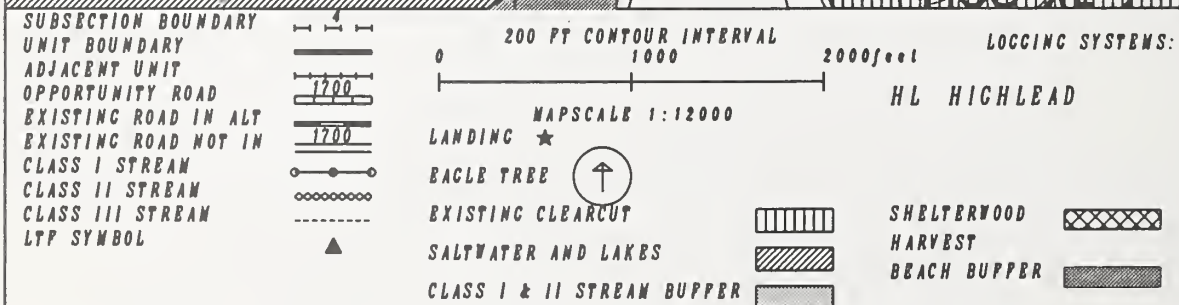 SUBSECTION BOUNDARY 4
UNIT BOUNDARY
ADJACENT UNIT
OPPORTUNITY ROAD 1700
EXISTING ROAD IN ALT
EXISTING ROAD NOT IN 1700
CLASS I STREAM
CLASS II STREAM
CLASS III STREAM
LTF SYMBOL
200 FT CONTOUR INTERVAL
0 1000 2000feet
MAPSCALE 1:12000
LANDING
EAGLE TREE
EXISTING CLEARCUT
SALTWATER AND LAKES
CLASS I & II STREAM BUFFER
LOGGING SYSTEMS:
HL HIGHLEAD
SHELTERWOOD
HARVEST
BEACH BUFFER